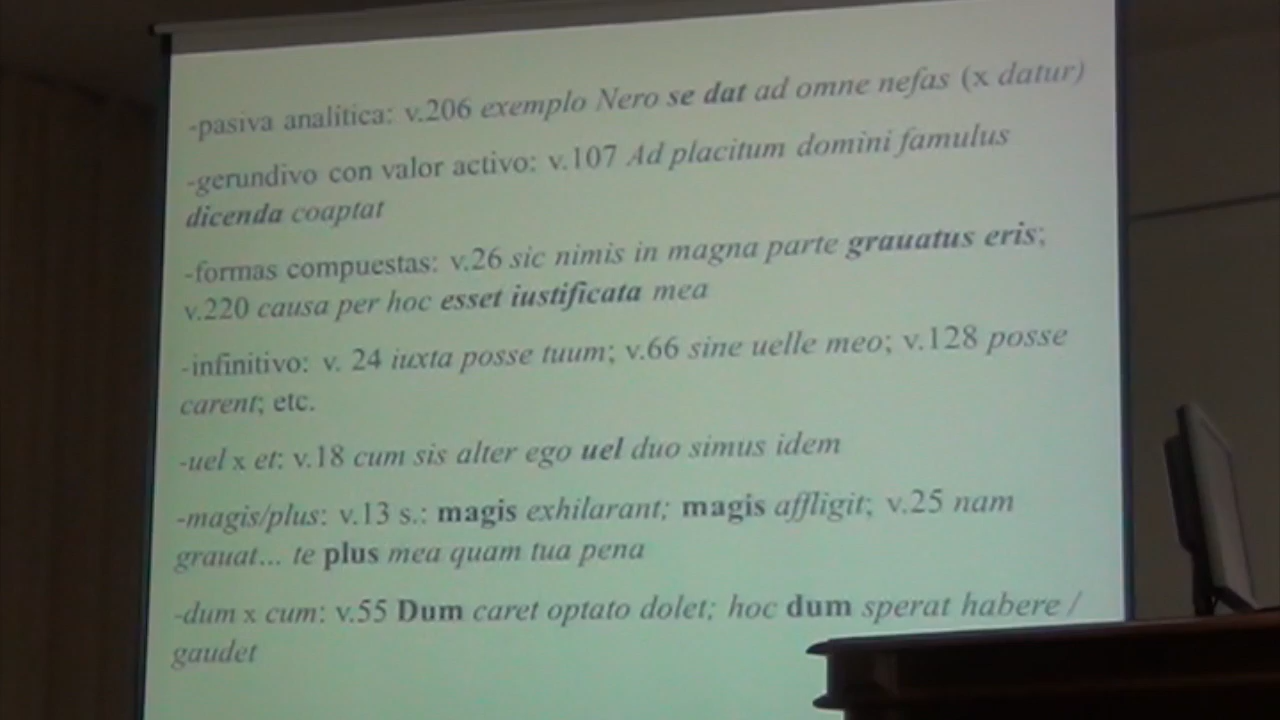 -pasiva analítica: v.206 exemplo Nero se dat ad omne nefas (x datur)
-gerundivo con valor activo: v.107 Ad placitum domini famulus
dicenda coaptat
-formas compuestas: v.26 sic nimis in magna parte grauatus eris;
v.220 causa per hoc esset iustificata mea
-infinitivo: v. 24 iuxta posse tuum; v.66 sine uelle meo; v.128 posse
carent; etc.
-uel x et: v.18 cum sis alter ego uel duo simus idem
-magis/plus: v.13 s.: magis exhilarant; magis affligit; v.25 nam
grauat... te plus mea quam tua pena
-dum x cum: v.55 Dum caret optato dolet; hoc dum sperat habere /
gaudet